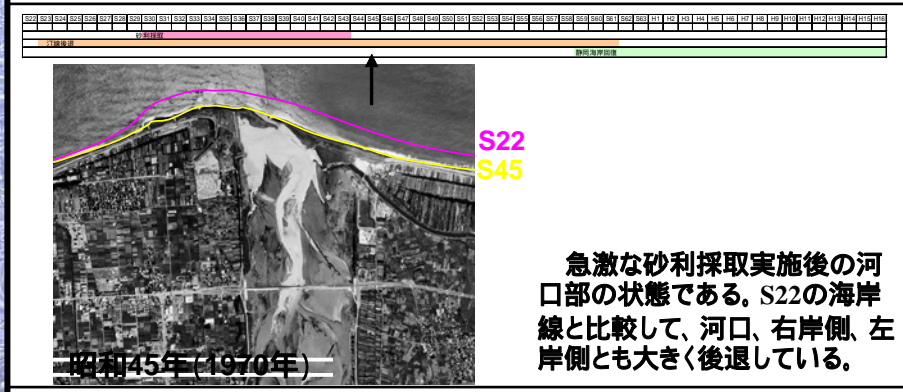 S22 S23 S24 S25 S26 S27 S28 S29 S30 S31 S32 S33 S34 S35 S36 S37 S38 S39 S40 S41 S42 S43 S44 S45 S46 S47 S48 S49 S50 S51 S52 S53 S54 S55 S56 S57 S58 S59 S60 S61 S62 S63 H1 H2 H3 H4 H5 H6 H7 H8 H9 H10 H11 H12 H13 H14 H15 H16
砂利採取
汀線後退
静岡海岸回復
S22
S45
急激な砂利採取実施後の河
口部の状態である。S22の海岸
線と比較して、河口、右岸側、左
岸側とも大きく後退している。
昭和45年(1970年)